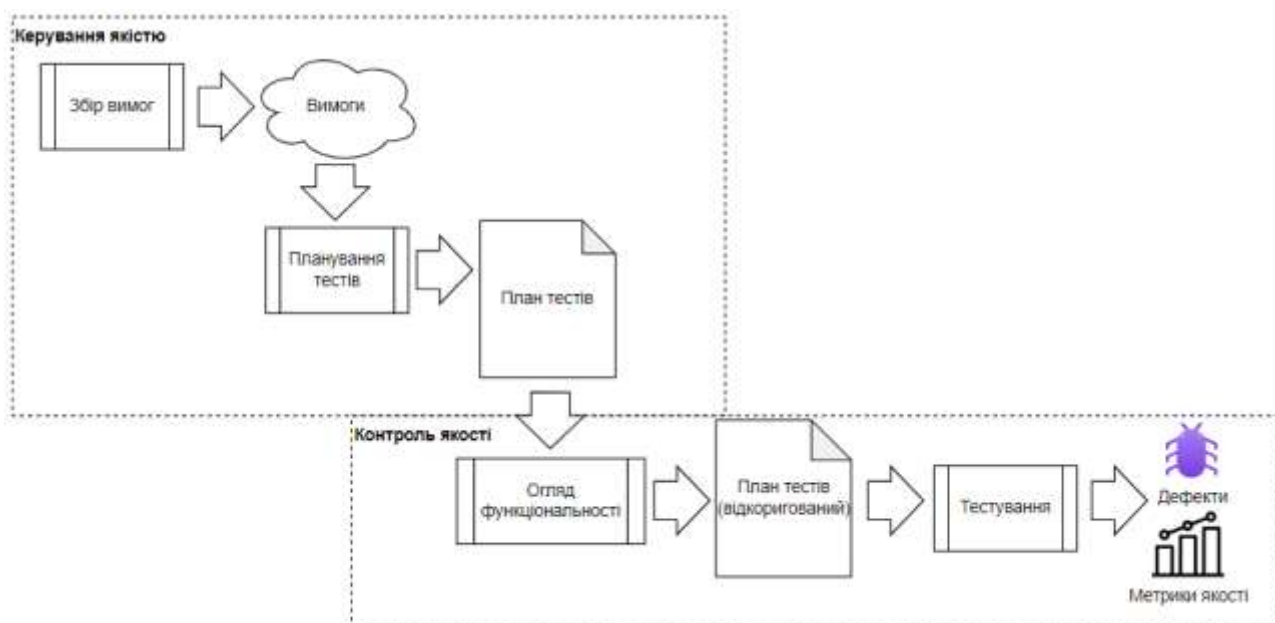 Керування якістю
Збір вимог
Вимоги
Планування
тестів
План тестів
Контроль якості
Огляд
функціональності
План тестів
(відкоригований)
Тестування
Дефекти
Метрики якості